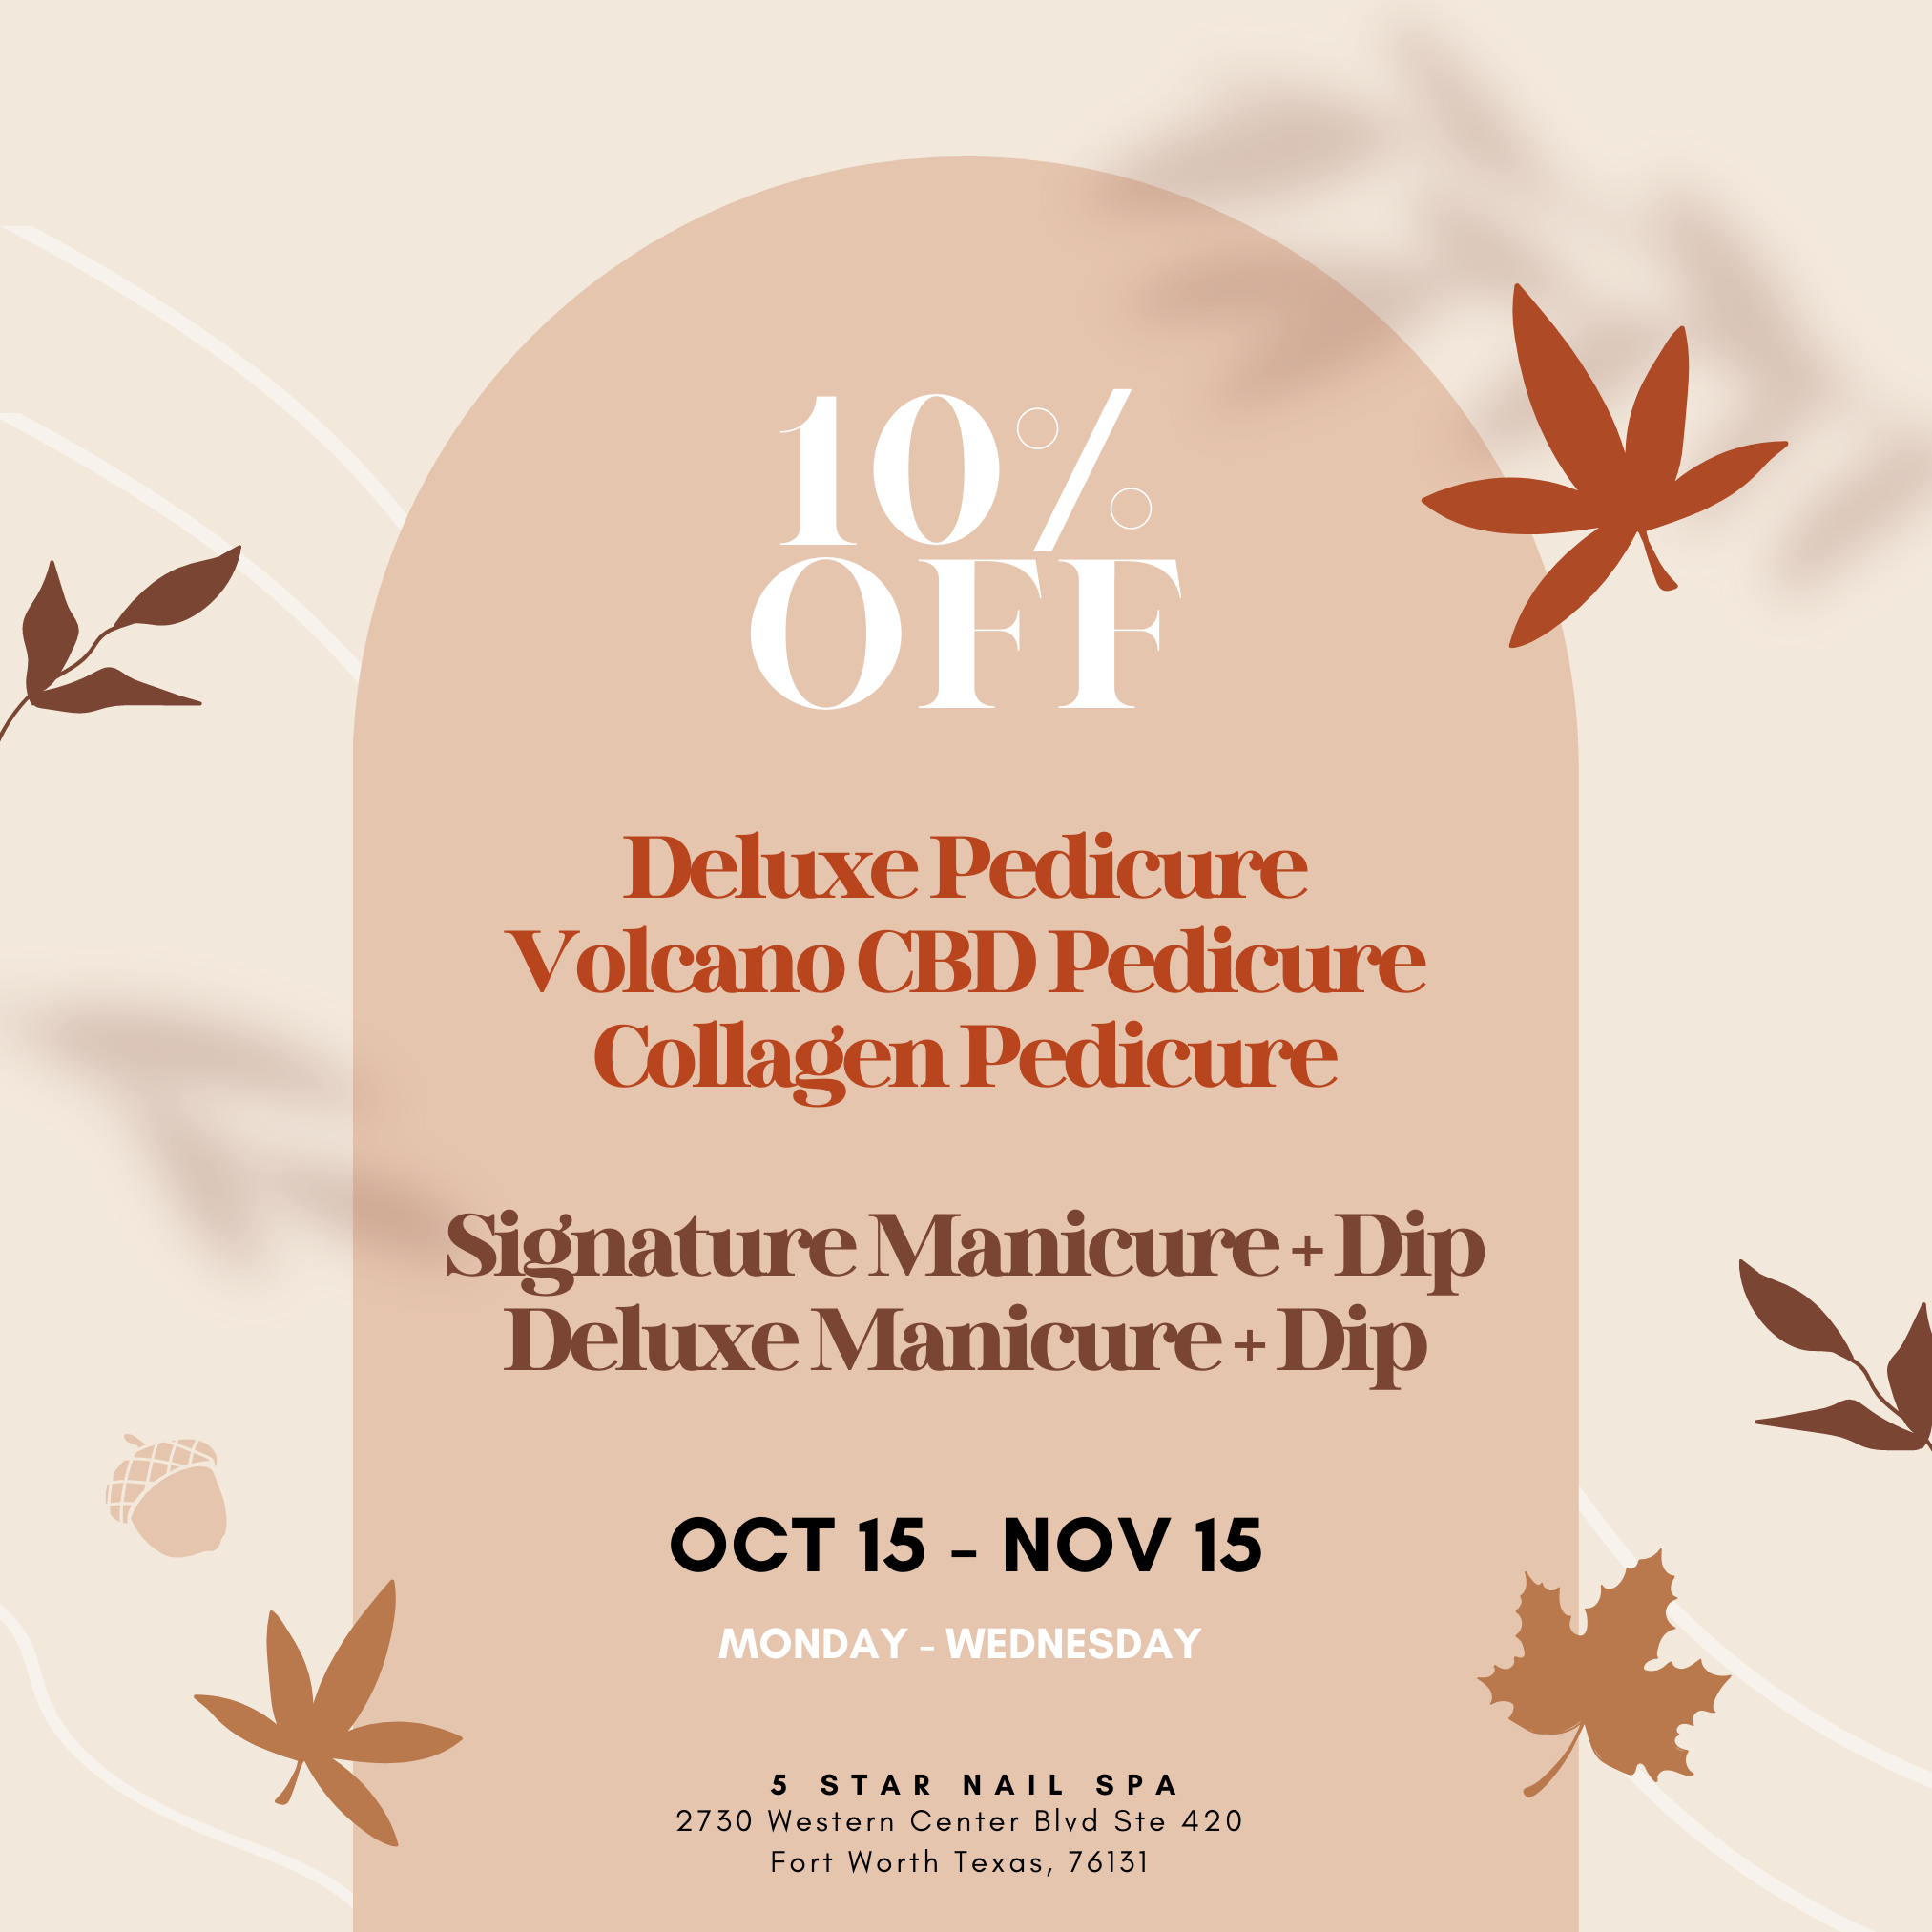 10%
OFF
Deluxe Pedicure
Volcano CBD Pedicure
Collagen Pedicure
Signature Manicure + Dip
Deluxe Manicure + Dip
OCT 15 - NOV 15
MONDAY - WEDNESDAY
5 STAR NAIL SPA
2730 Western Center Blvd Ste 420
Fort Worth Texas, 76131